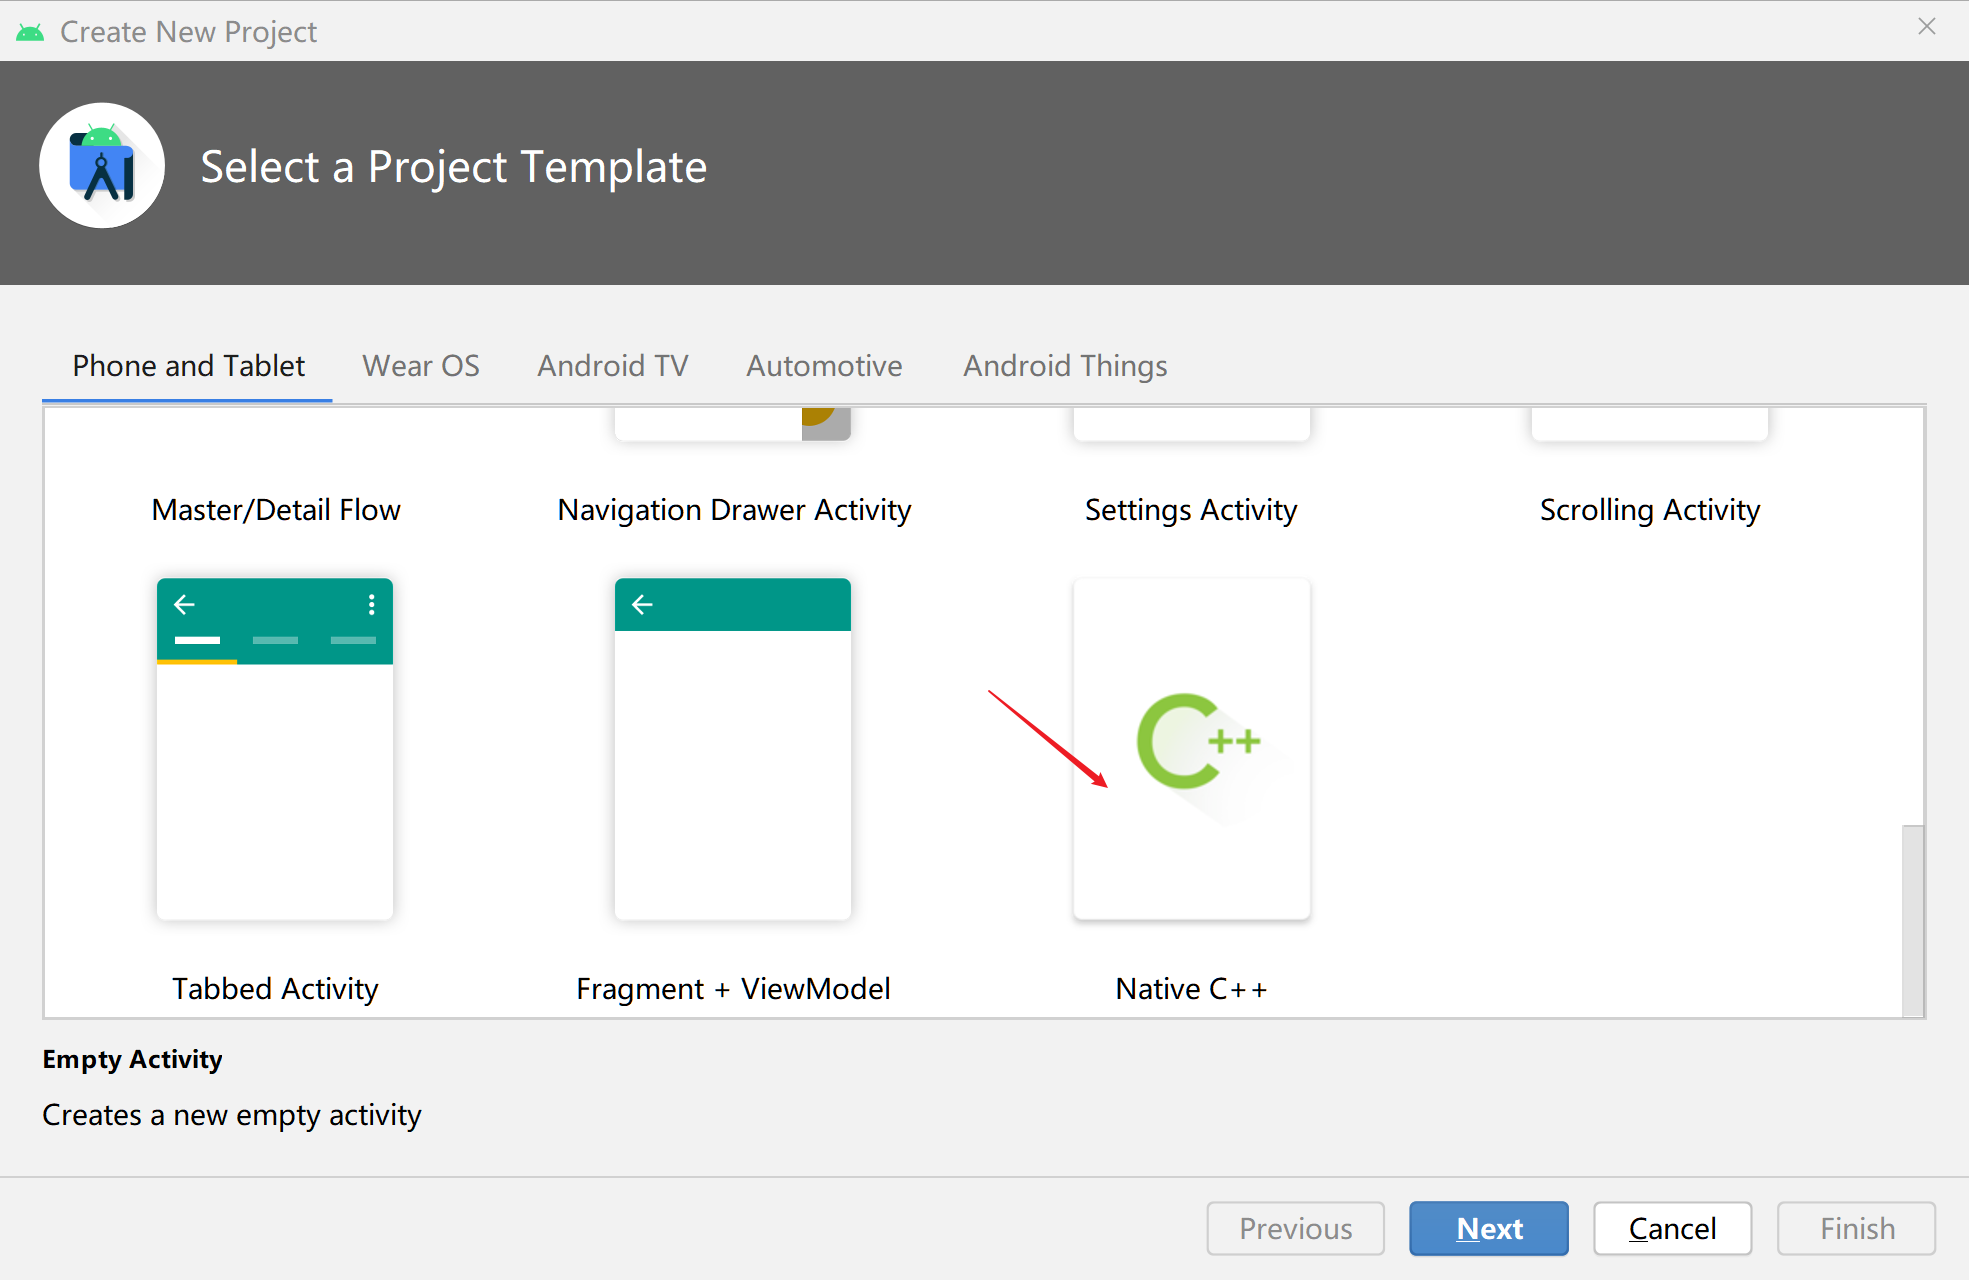 Create New Project
Select a Project Template
Phone and Tablet Wear OS Android TV Automotive Android Things
Master/Detail Flow Navigation Drawer Activity Settings Activity Scrolling Activity
C++
Tabbed Activity Fragment + ViewModel Native C++
Empty Activity
Creates a new empty activity
Previous Next Cancel Finish